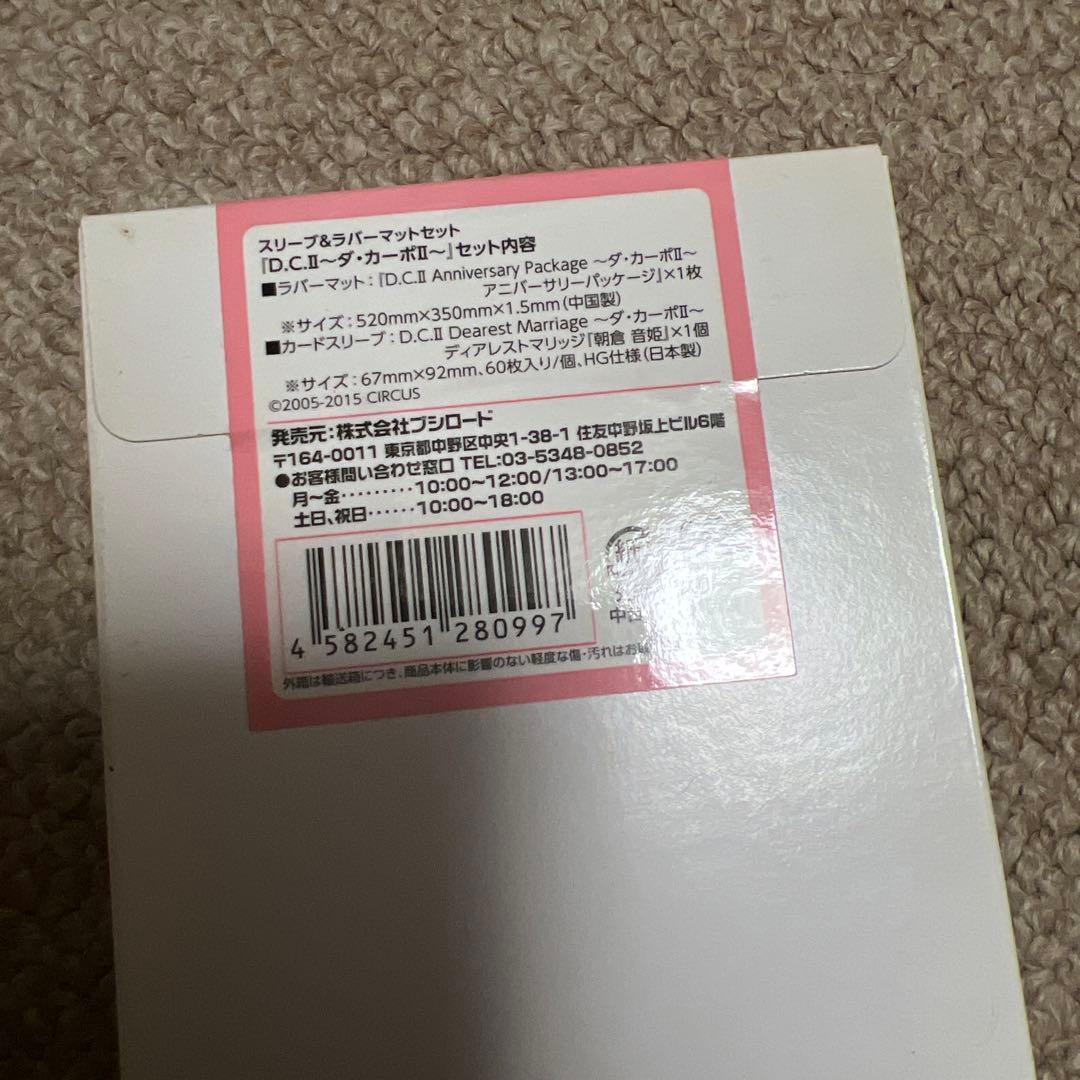 スリーブ&ラバーマットセット
『D.C.Ⅱ～ダ・カーポⅡ～』セット内容
■ラバーマット：『D.C.Ⅱ Anniversary Package ～ダ・カーポⅡ～
アニバーサリーパッケージ』×1枚
※サイズ：520mm×350mm×1.5mm（中国製）
■カードスリーブ：D.C.Ⅱ Dearest Marriage ～ダ・カーポⅡ～
ディアレストマリッジ『朝倉 音姫』×1個
※サイズ：67mm×92mm、60枚入り/個、HG仕様（日本製）
©2005-2015 CIRCUS
発売元：株式会社ブシロード
〒164-0011 東京都中野区中央1-38-1 住友中野坂上ビル6階
●お客様問い合わせ窓口 TEL:03-5348-0852
月～金………10:00～12:00/13:00～17:00
土日、祝日……10:00～18:00
4 582451 280997
外箱は輸送箱につき、商品本体に影響のない軽度な傷・汚れはお